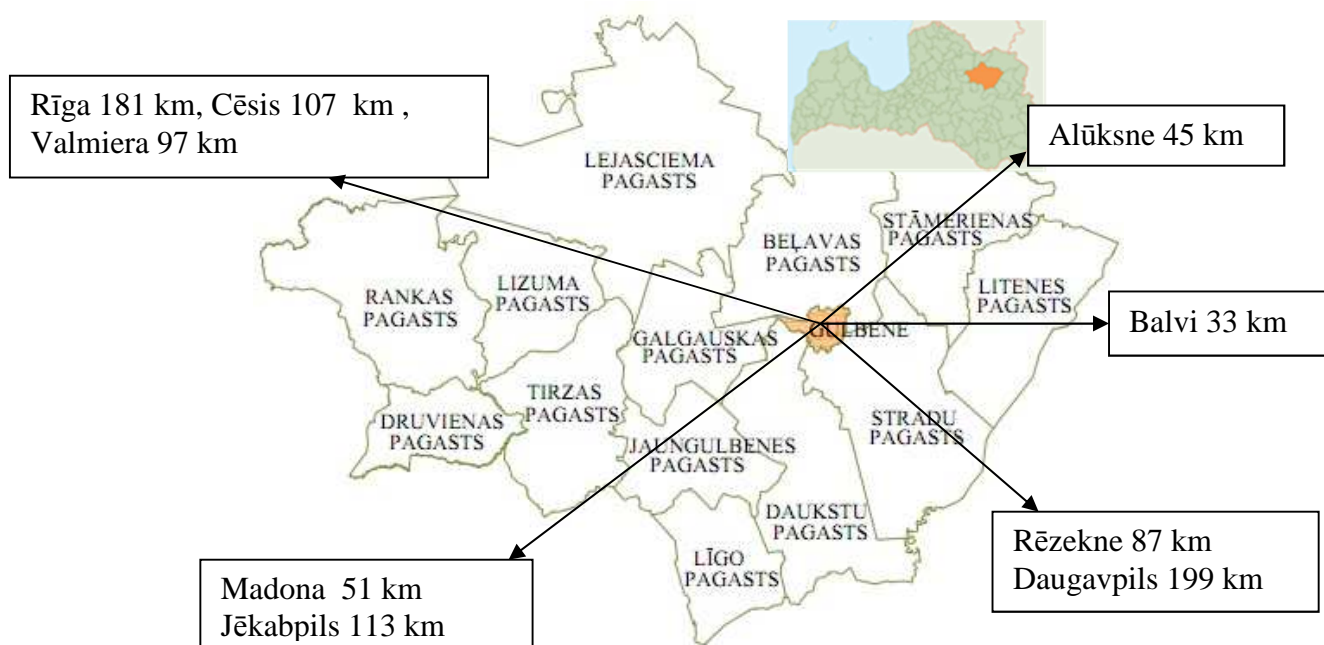 Rīga 181 km, Cēsis 107 km ,
Valmiera 97 km
Alūksne 45 km
LEJASCIEMA
PAGASTS
STĀMERIENAS
PAGASTS
BEĻAVAS
PAGASTS
LITENES
PAGASTS
LIZUMA
PAGASTS
RANKAS
PAGASTS
GULBENE
Balvi 33 km
GALGAUSKAS
PAGASTS
TIRZAS
PAGASTS
DRUVIENAS
PAGASTS
STRADU
PAGASTS
JAUNGULBENES
PAGASTS
DAUKSTU
PAGASTS
LĪGO
PAGASTS
Rēzekne 87 km
Daugavpils 199 km
Madona 51 km
Jēkabpils 113 km